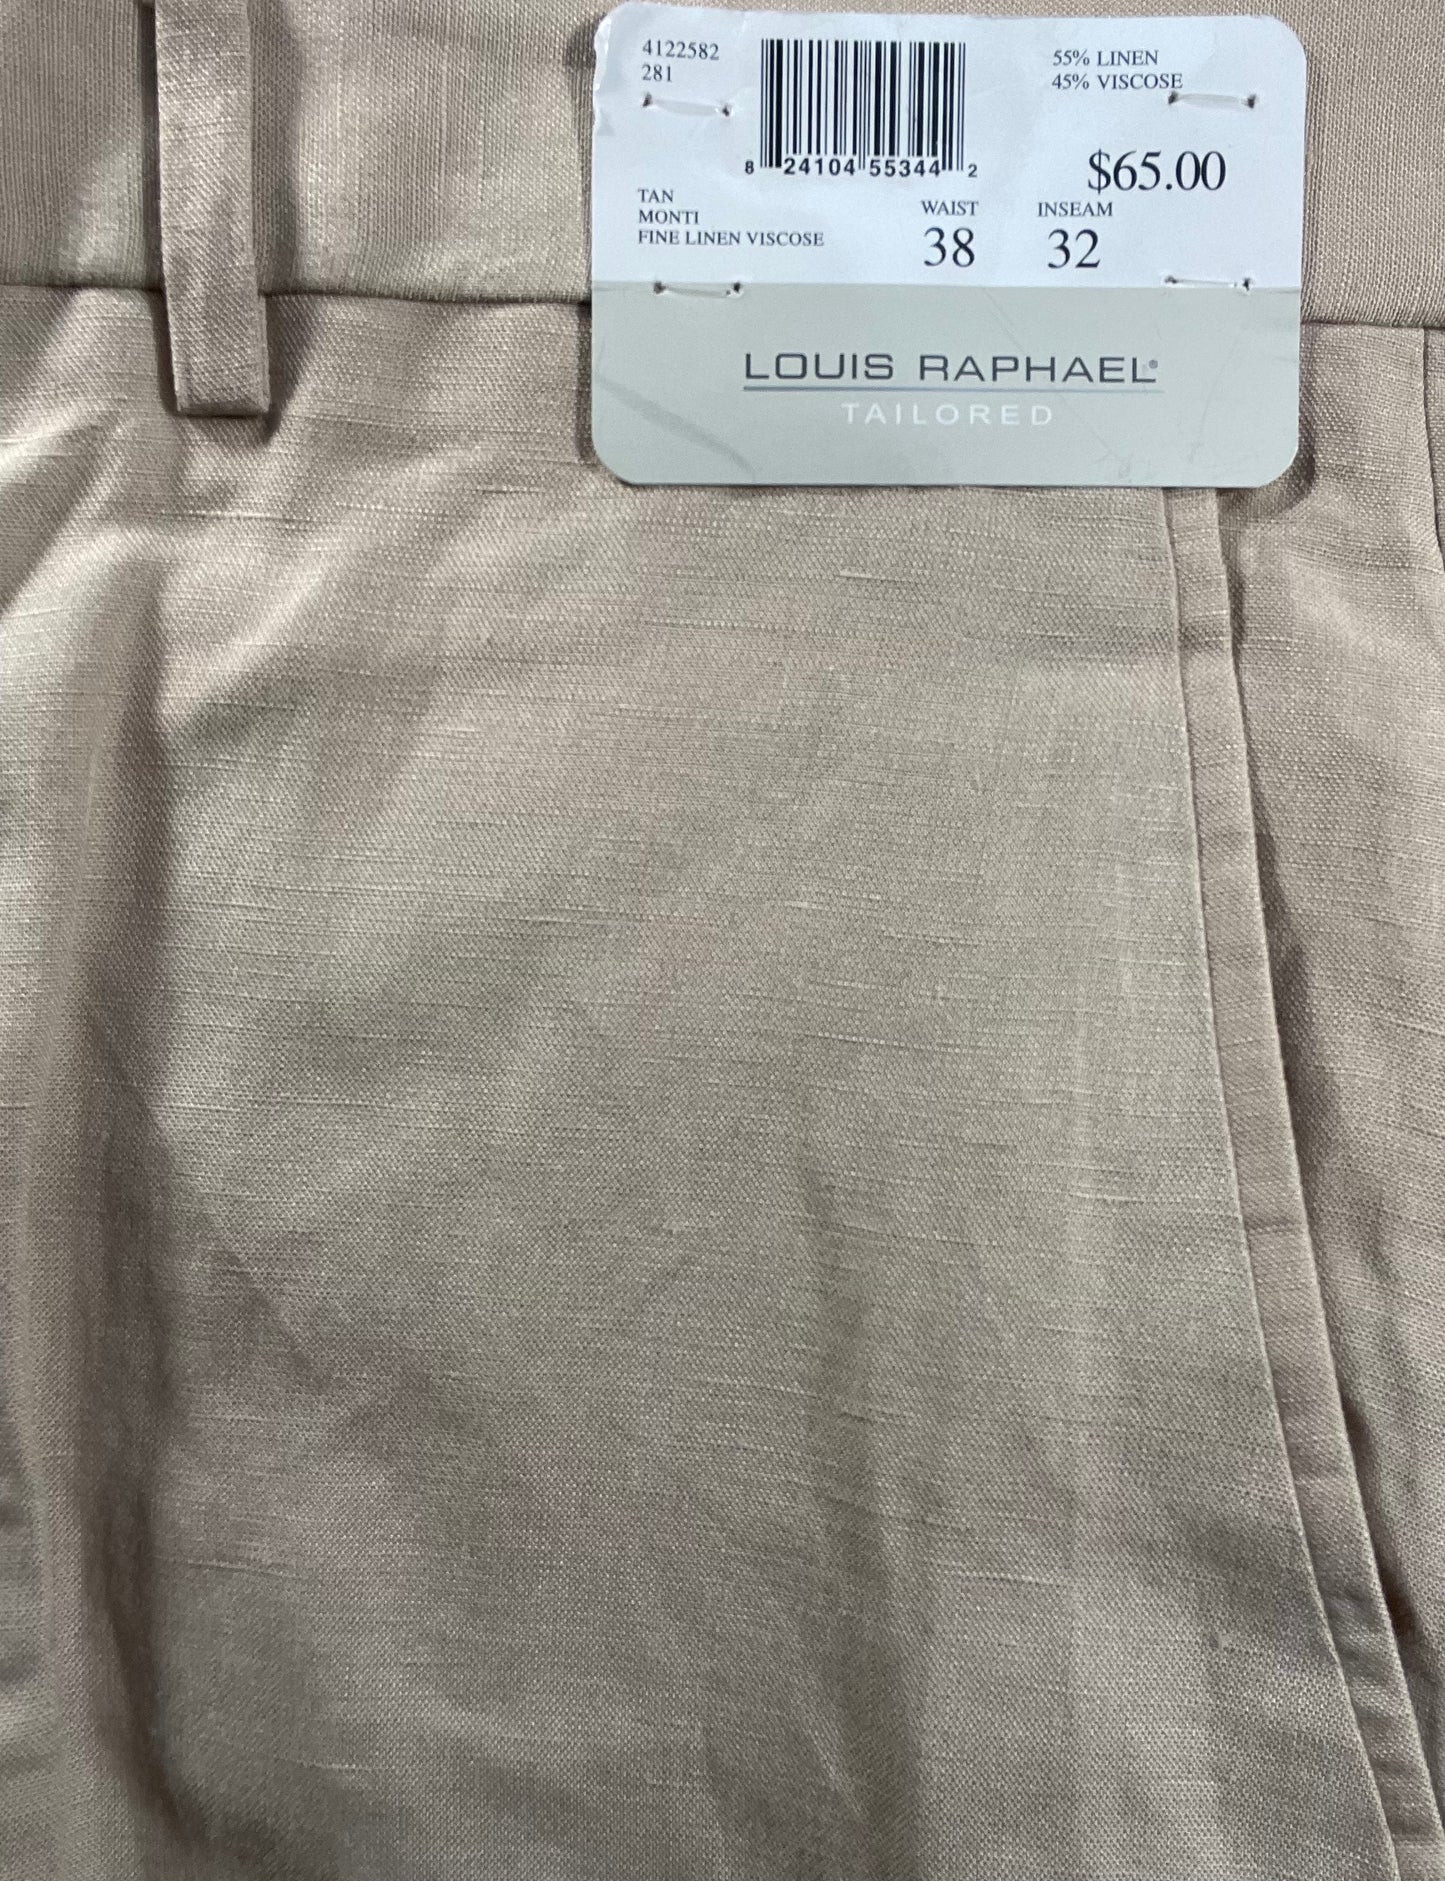 4122582
281
8 24104 55344 2
55% LINEN
45% VISCOSE
$65.00
TAN
MONTI
FINE LINEN VISCOSE
WAIST INSEAM
38 32
LOUIS RAPHAEL®
TAILORED